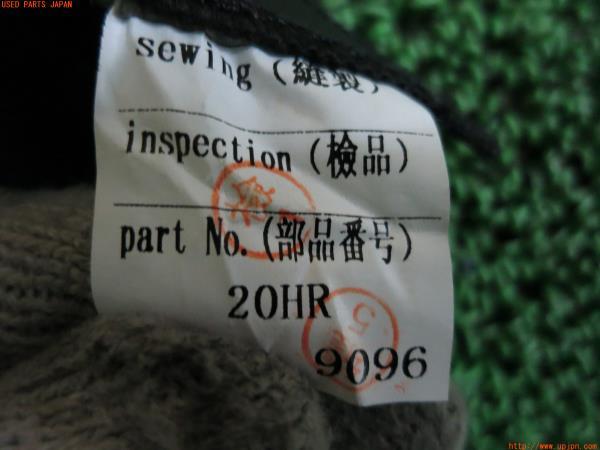 USED PARTS JAPAN
sewing (縫製)
inspection (檢品)
part No. (部品番号)
20HR
9096
http://www.upjpn.com